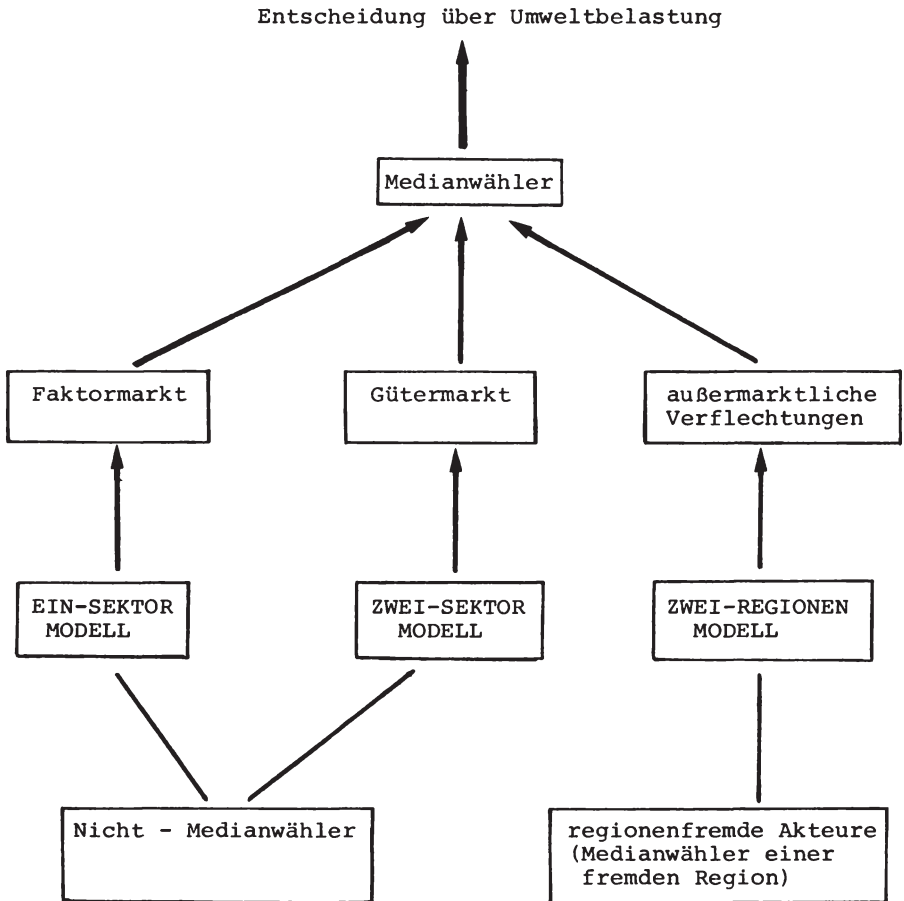 Entscheidung über Umweltbelastung
Medianwähler
Faktormarkt
Gütermarkt
außermarktliche
Verflechtungen
EIN-SEKTOR
MODELL
ZWEI-SEKTOR
MODELL
ZWEI-REGIONEN
MODELL
Nicht - Medianwähler
regionenfremde Akteure
(Medianwähler einer
fremden Region)